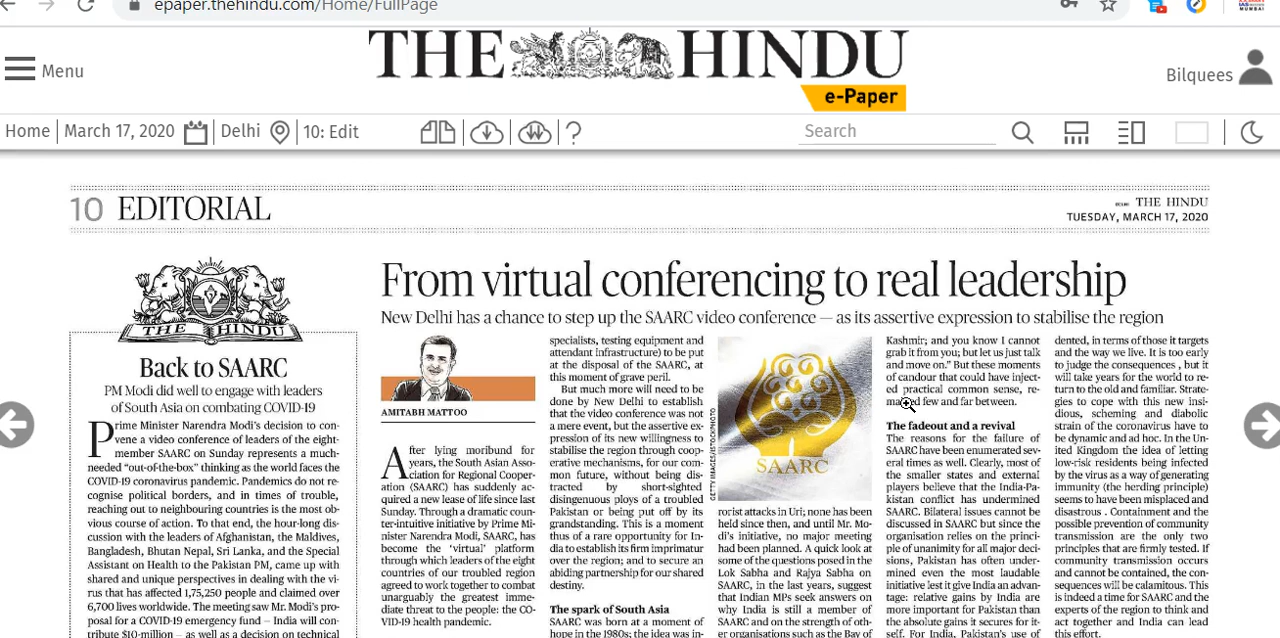 epaper.thehindu.com/Home/FullPage
Menu
THE HINDU
e-Paper
Bilquees
Home
March 17, 2020
Delhi
10: Edit
?
Search
10 EDITORIAL
THE HINDU
TUESDAY, MARCH 17, 2020
THE HINDU
Back to SAARC
PM Modi did well to engage with leaders
of South Asia on combating COVID-19
Prime Minister Narendra Modi's decision to con-
vene a video conference of leaders of the eight-
member SAARC on Sunday represents a much-
needed “out-of-the-box” thinking as the world faces the
COVID-19 coronavirus pandemic. Pandemics do not re-
cognise political borders, and in times of trouble,
reaching out to neighbouring countries is the most ob-
vious course of action. To that end, the hour-long dis-
cussion with the leaders of Afghanistan, the Maldives,
Bangladesh, Bhutan Nepal, Sri Lanka, and the Special
Assistant on Health to the Pakistan PM, came up with
shared and unique perspectives in dealing with the vi-
rus that has affected 1,75,250 people and claimed over
6,700 lives worldwide. The meeting saw Mr. Modi's pro-
posal for a COVID-19 emergency fund – India will con-
tribute $10-million – as well as a decision on technical
From virtual conferencing to real leadership
New Delhi has a chance to step up the SAARC video conference — as its assertive expression to stabilise the region
AMITABH MATTOO
After lying moribund for
years, the South Asian Asso-
ciation for Regional Cooper-
ation (SAARC) has suddenly ac-
quired a new lease of life since last
Sunday. Through a dramatic coun-
ter-intuitive initiative by Prime Mi-
nister Narendra Modi, SAARC, has
become the ‘virtual’ platform
through which leaders of the eight
countries of our troubled region
agreed to work together to combat
unarguably the greatest imme-
diate threat to the people: the CO-
VID-19 health pandemic.
specialists, testing equipment and
attendant infrastructure) to be put
at the disposal of the SAARC, at
this moment of grave peril.
But much more will need to be
done by New Delhi to establish
that the video conference was not
a mere event, but the assertive ex-
pression of its new willingness to
stabilise the region through coop-
erative mechanisms, for our com-
mon future, without being dis-
tracted by short-sighted
disingenuous ploys of a troubled
Pakistan or being put off by its
grandstanding. This is a moment
thus of a rare opportunity for In-
dia to establish its firm imprimatur
over the region; and to secure an
abiding partnership for our shared
destiny.
The spark of South Asia
SAARC was born at a moment of
hope in the 1980s; the idea was in-
GETTY IMAGES/ISTOCKPHOTO
SAARC
rorist attacks in Uri; none has been
held since then, and until Mr. Mo-
di's initiative, no major meeting
had been planned. A quick look at
some of the questions posed in the
Lok Sabha and Rajya Sabha on
SAARC, in the last years, suggest
that Indian MPs seek answers on
why India is still a member of
SAARC and on the strength of oth-
er organisations such as the Bay of
Kashmir; and you know I cannot
grab it from you; but let us just talk
and move on.” But these moments
of candour that could have inject-
ed practical common sense, re-
mained few and far between.
The fadeout and a revival
The reasons for the failure of
SAARC have been enumerated sev-
eral times as well. Clearly, most of
the smaller states and external
players believe that the India-Pa-
kistan conflict has undermined
SAARC. Bilateral issues cannot be
discussed in SAARC but since the
organisation relies on the princi-
ple of unanimity for all major deci-
sions, Pakistan has often under-
mined even the most laudable
initiative lest it give India an advan-
tage: relative gains by India are
more important for Pakistan than
the absolute gains it secures for it-
self. For India, Pakistan's use of
dented, in terms of those it targets
and the way we live. It is too early
to judge the consequences , but it
will take years for the world to re-
turn to the old and familiar. Strate-
gies to cope with this new insi-
dious, scheming and diabolic
strain of the coronavirus have to
be dynamic and ad hoc. In the Un-
ited Kingdom the idea of letting
low-risk residents being infected
by the virus as a way of generating
immunity (the herding principle)
seems to have been misplaced and
disastrous . Containment and the
possible prevention of community
transmission are the only two
principles that are firmly tested. If
community transmission occurs
and cannot be contained, the con-
sequences will be calamitous. This
is indeed a time for SAARC and the
experts of the region to think and
act together and India can lead
this effort.